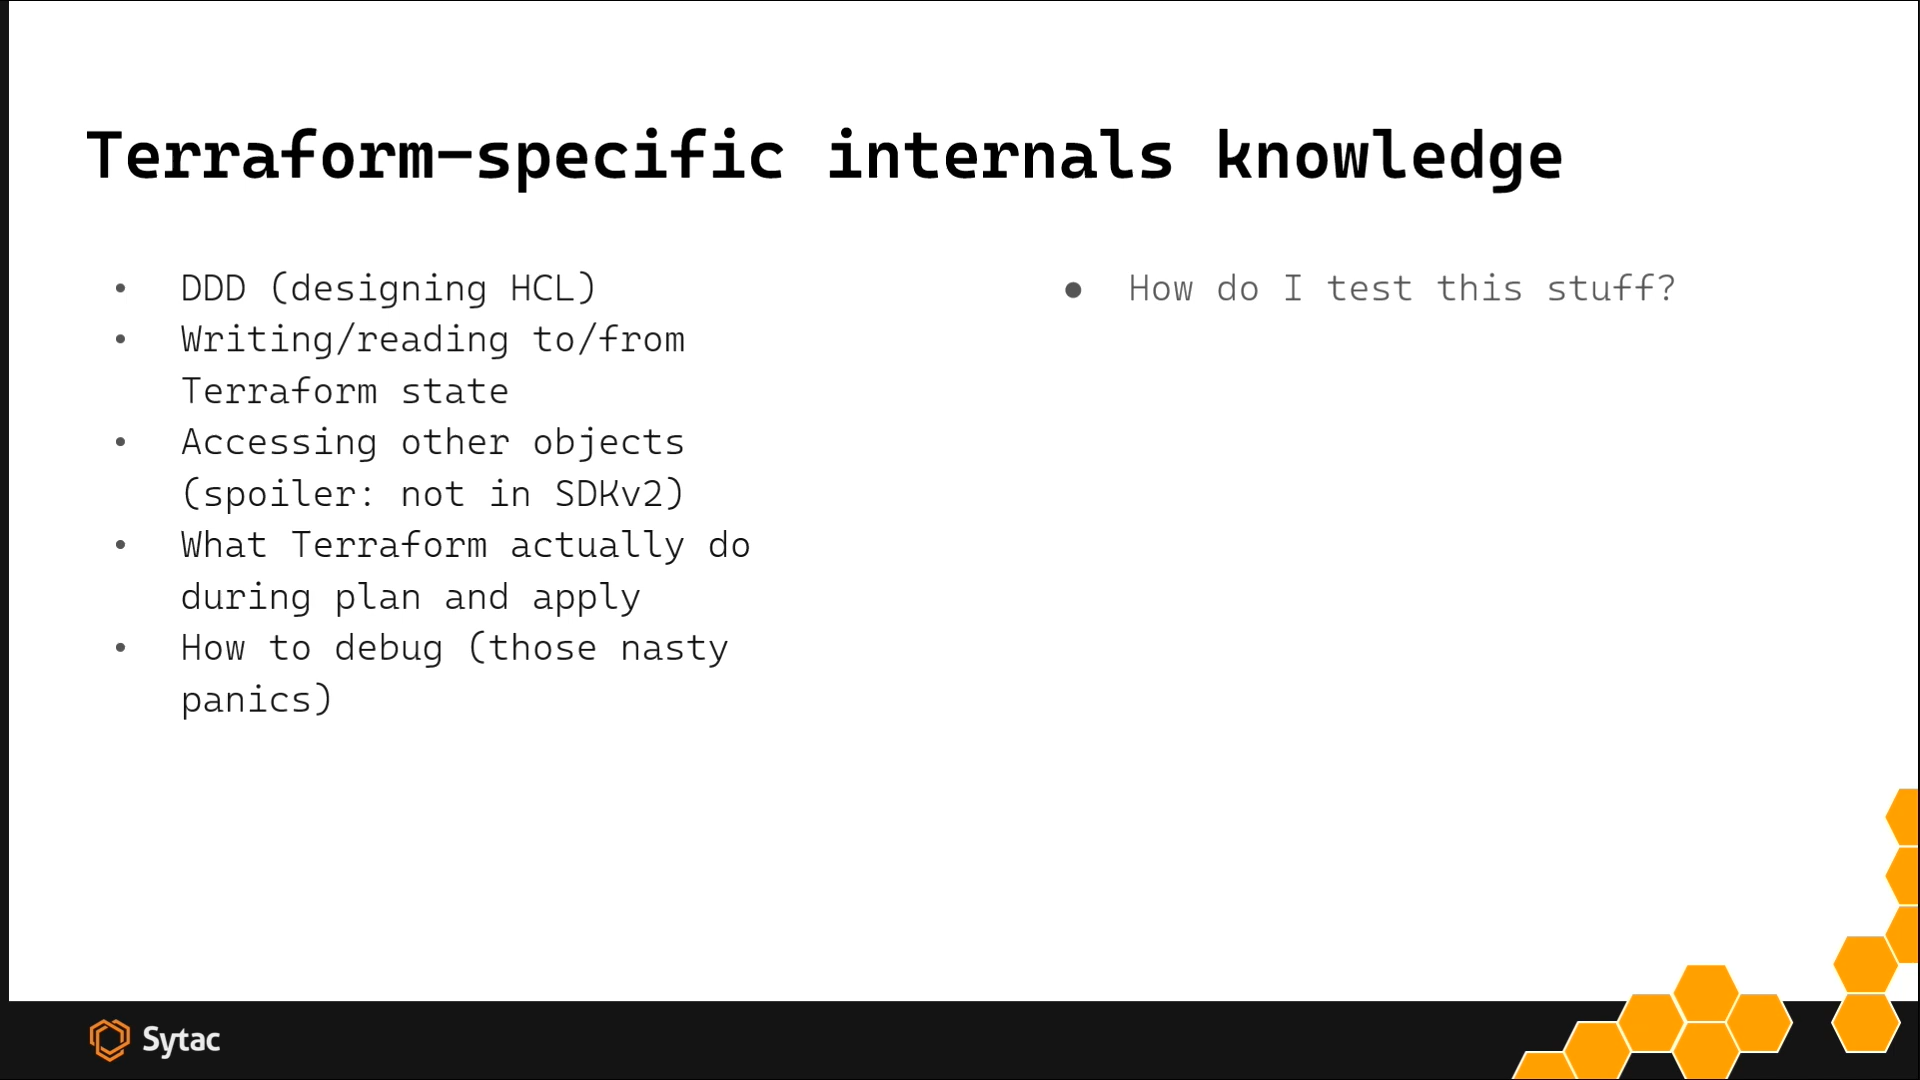 Terraform-specific internals knowledge
• DDD (designing HCL)
• Writing/reading to/from
Terraform state
• Accessing other objects
(spoiler: not in SDKv2)
• What Terraform actually do
during plan and apply
• How to debug (those nasty
panics)
● How do I test this stuff?
Sytac